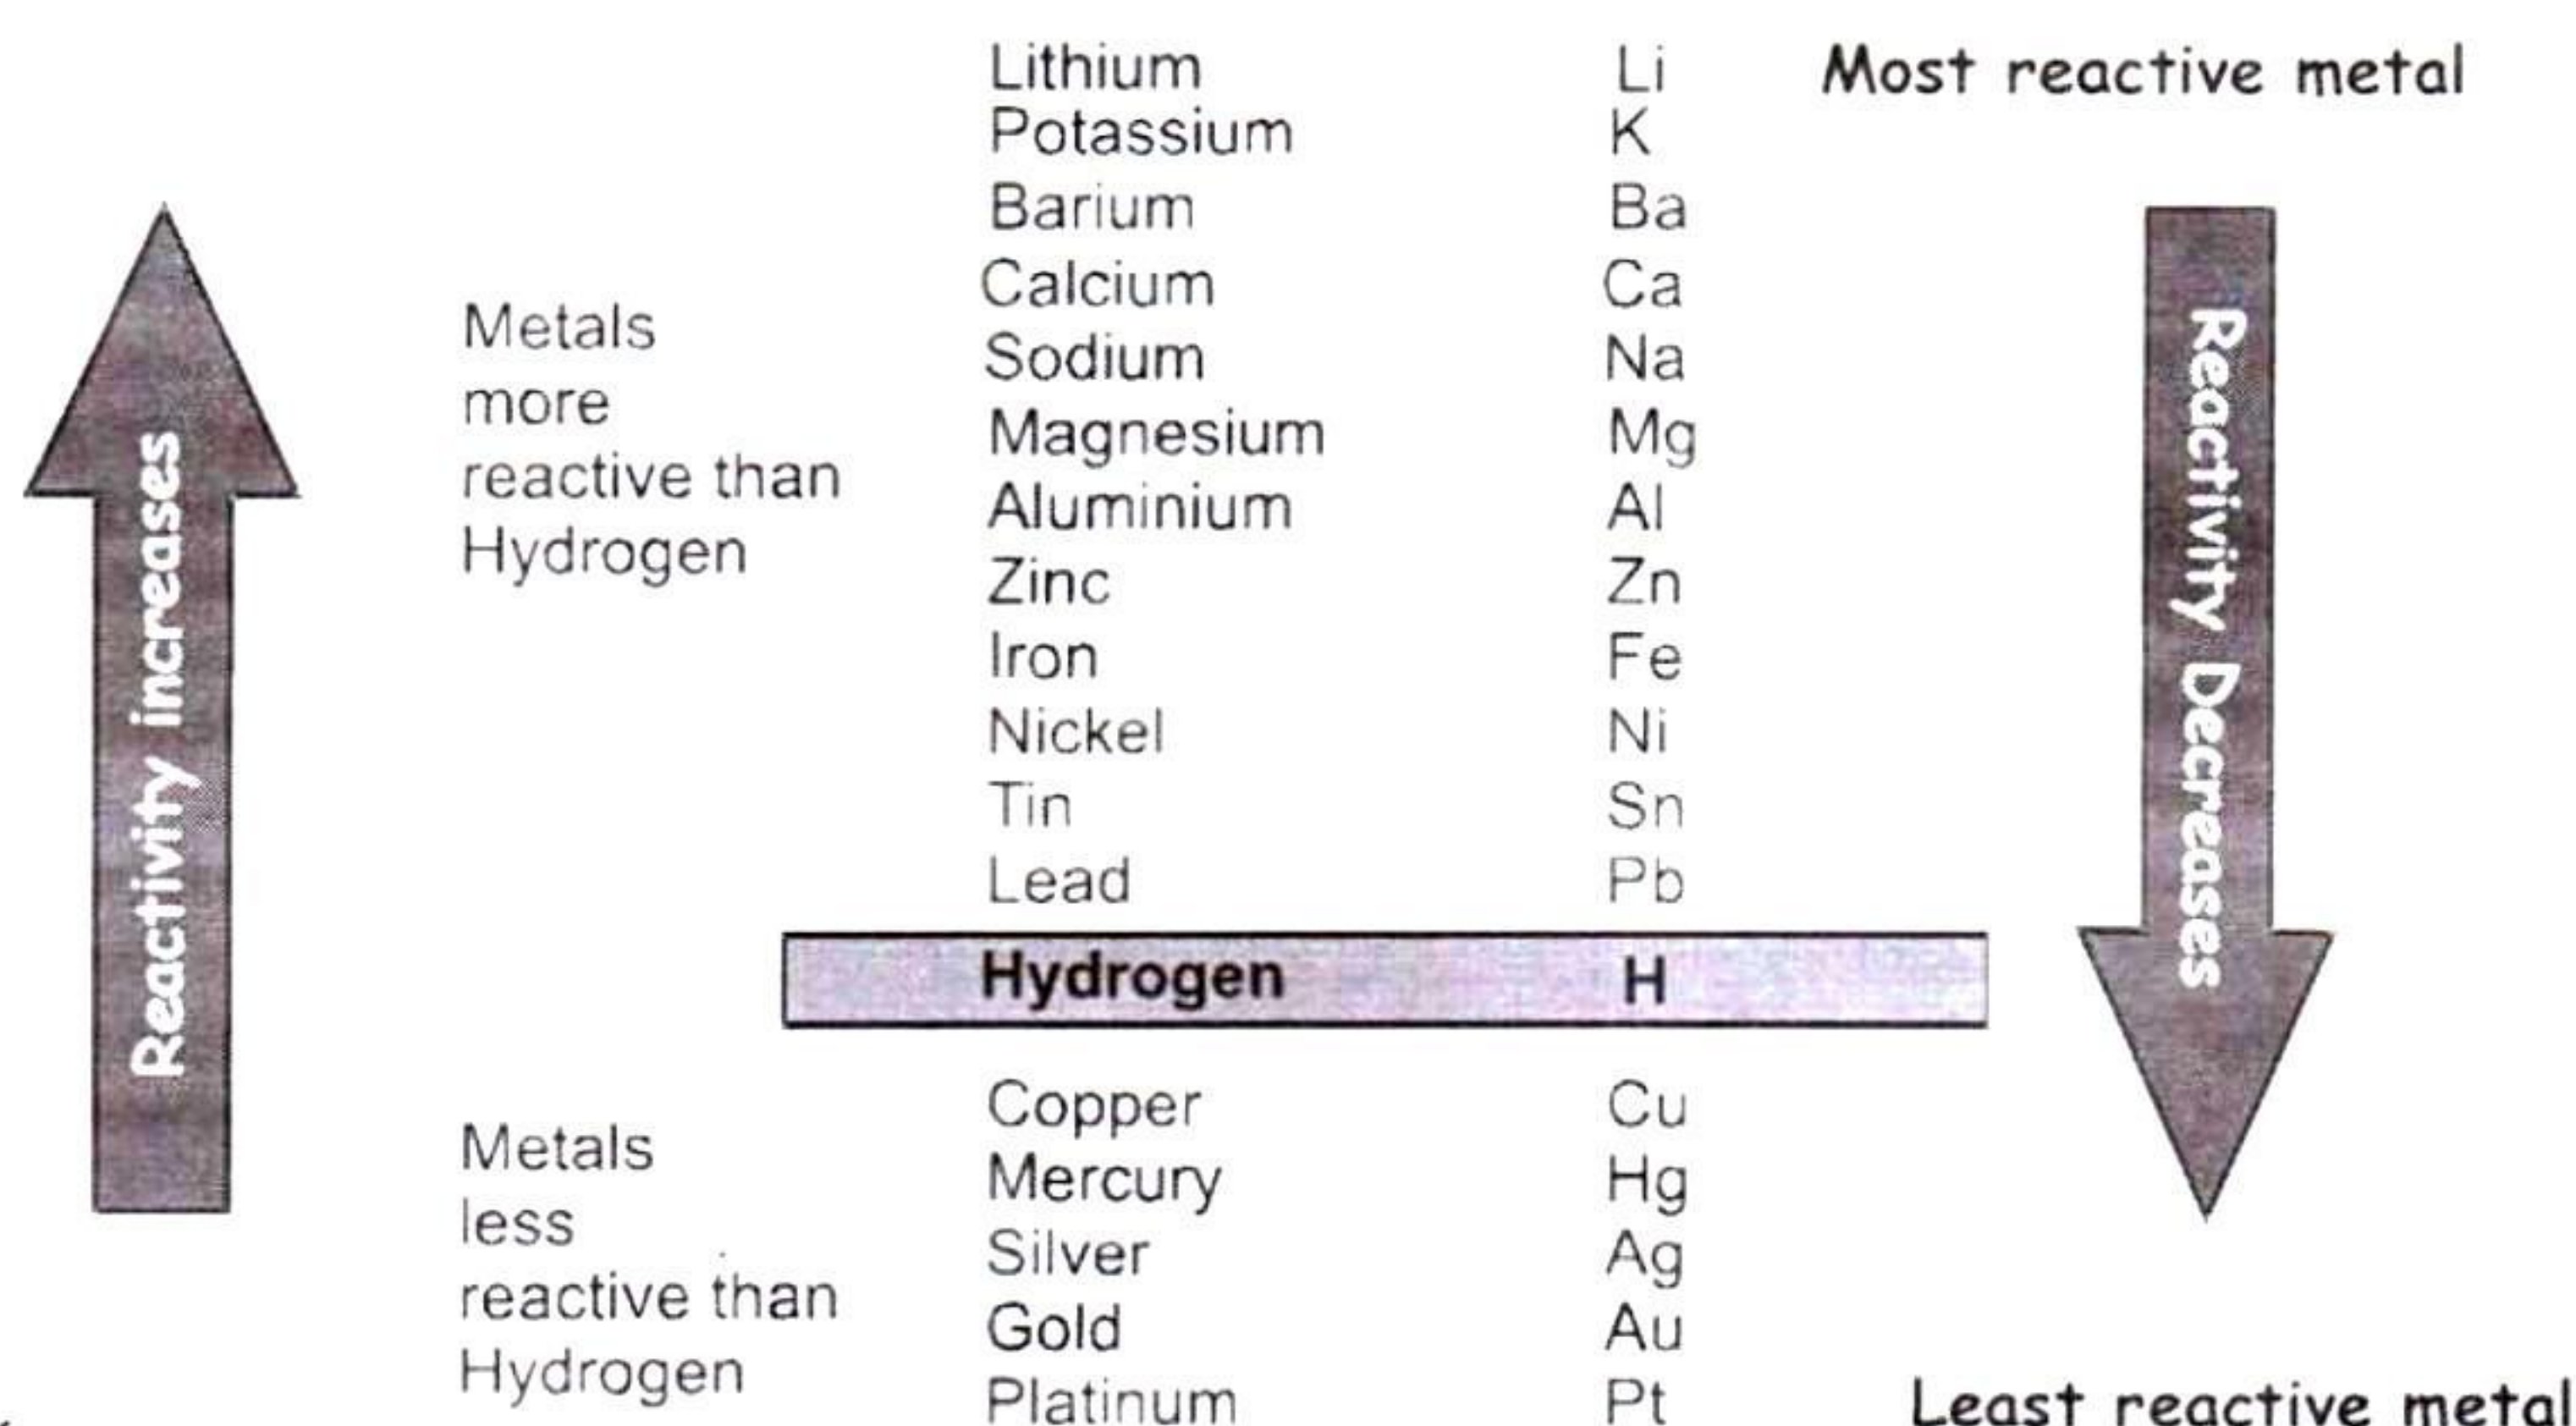 Lithium Li Most reactive metal
Potassium K
Barium Ba
Calcium Ca
Sodium Na
Magnesium Mg
Aluminium Al
Zinc Zn
Iron Fe
Nickel Ni
Tin Sn
Lead Pb
Metals
more
reactive than
Hydrogen
Reactivity increases
Reactivity Decreases
Hydrogen H
Copper Cu
Mercury Hg
Silver Ag
Gold Au
Platinum Pt Least reactive metal
Metals
less
reactive than
Hydrogen